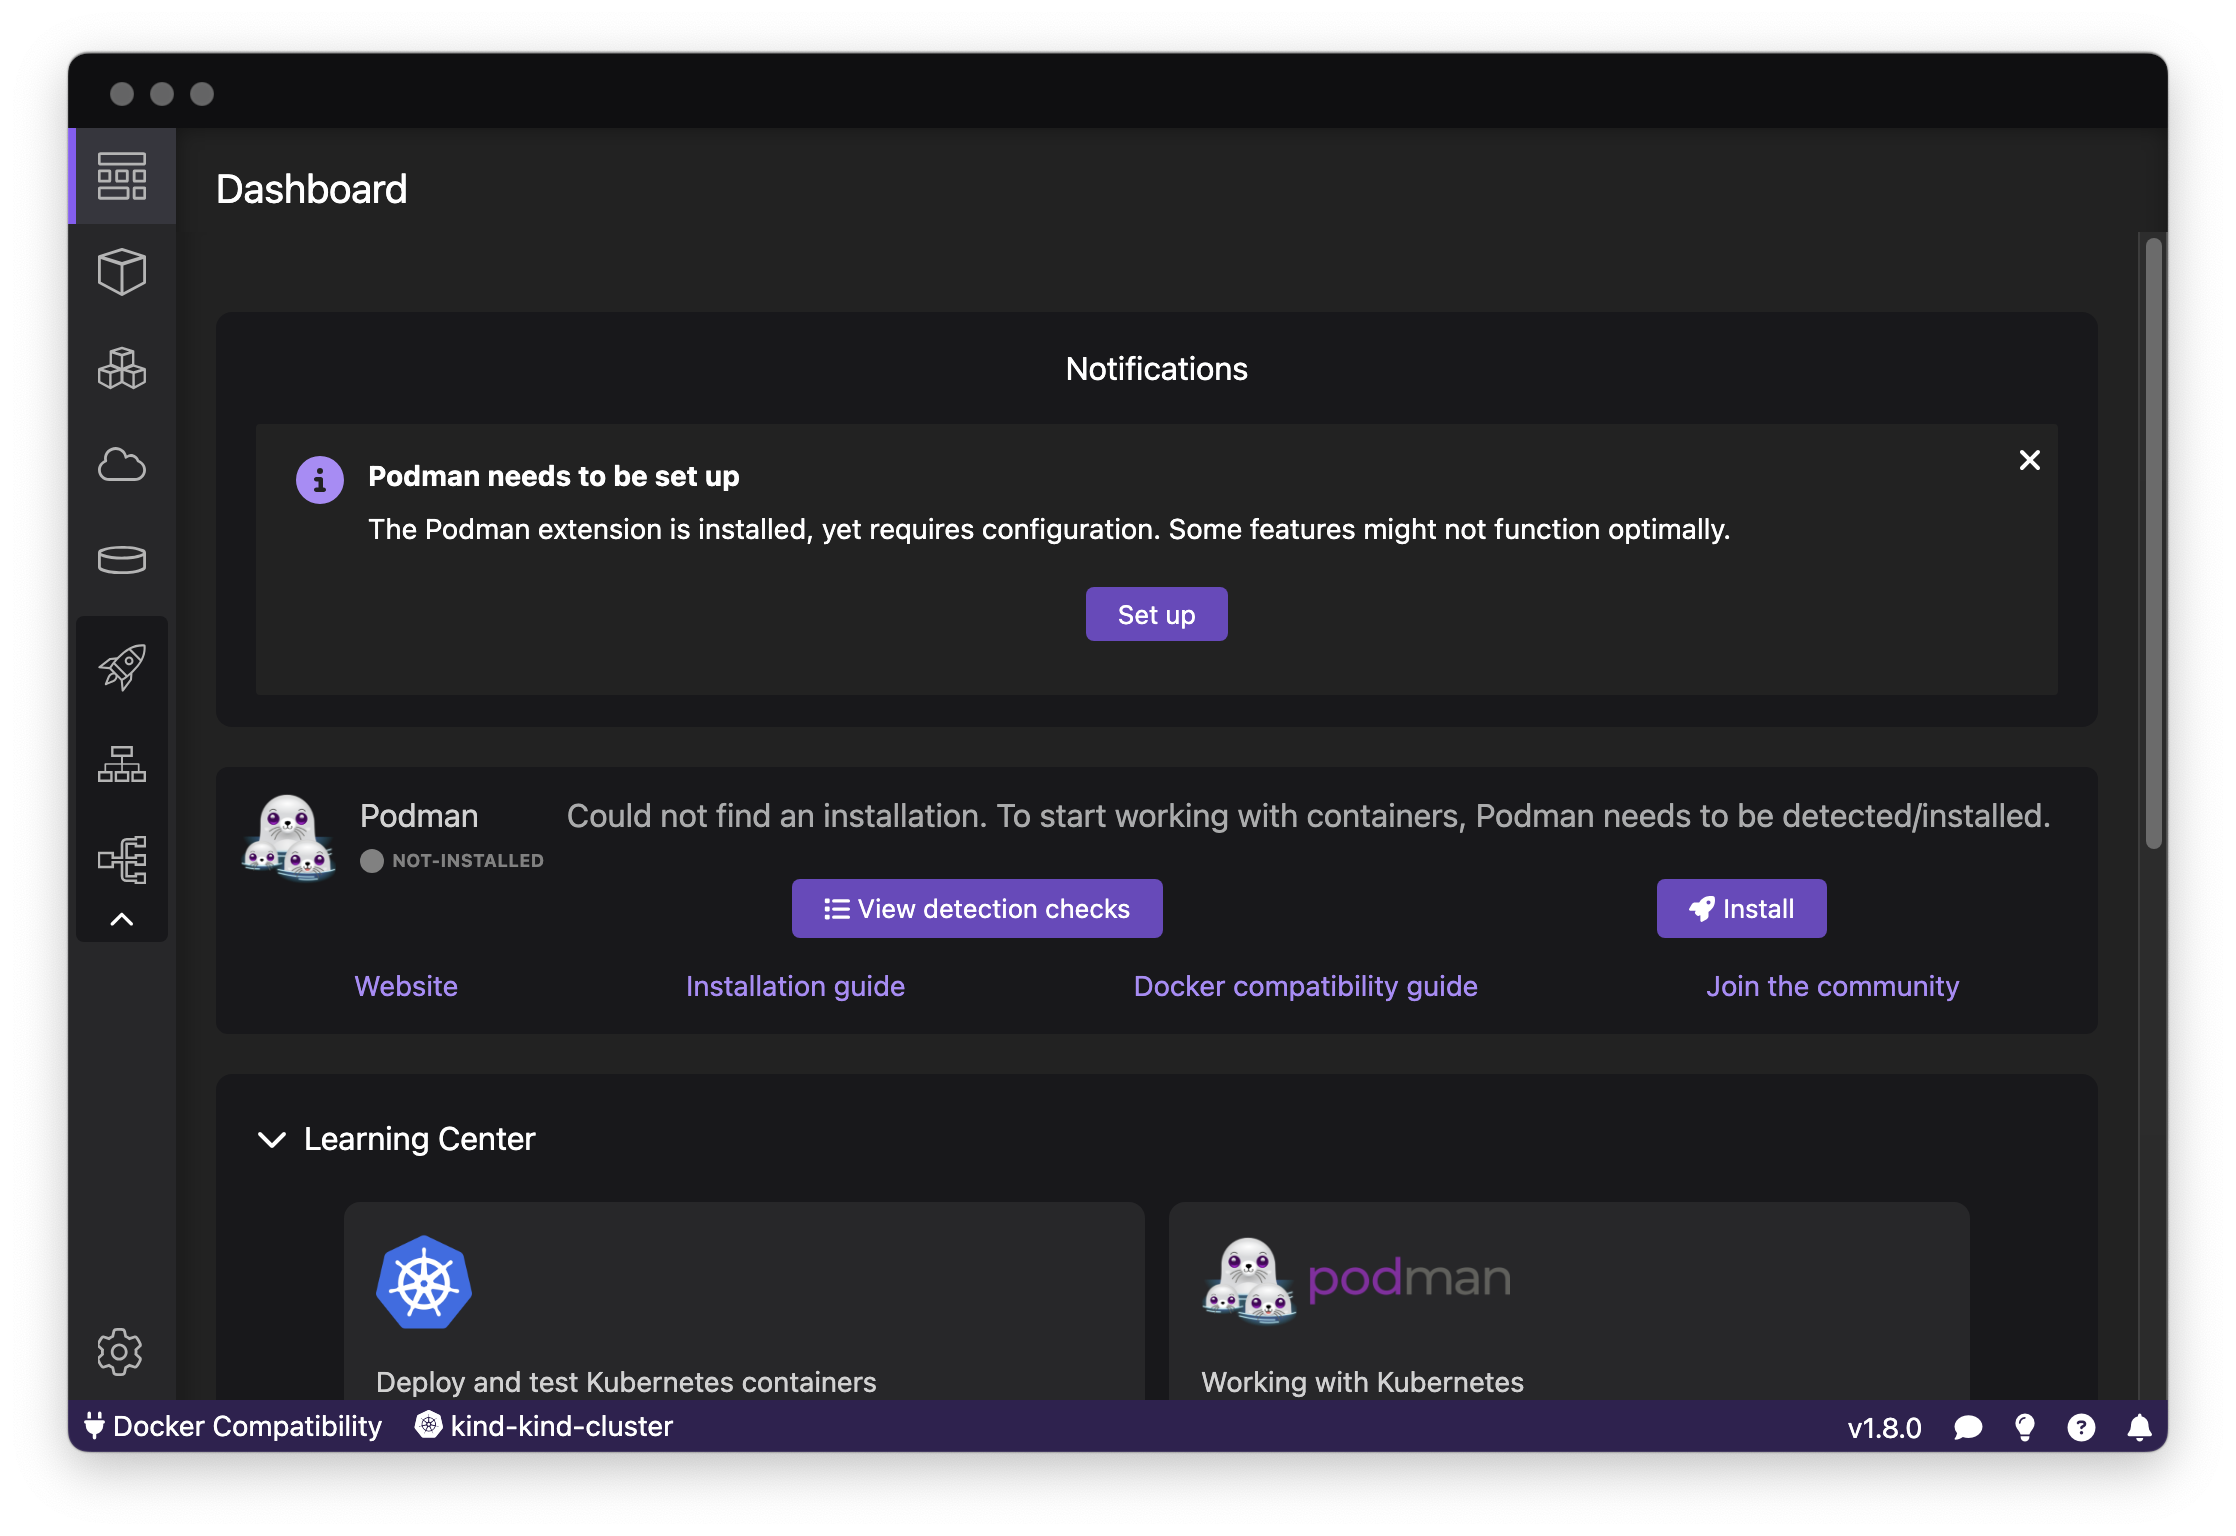 Dashboard
Notifications
Podman needs to be set up
The Podman extension is installed, yet requires configuration. Some features might not function optimally.
Set up
Podman
Could not find an installation. To start working with containers, Podman needs to be detected/installed.
NOT-INSTALLED
View detection checks
Install
Website
Installation guide
Docker compatibility guide
Join the community
Learning Center
podman
Deploy and test Kubernetes containers
Working with Kubernetes
Docker Compatibility
kind-kind-cluster
v1.8.0